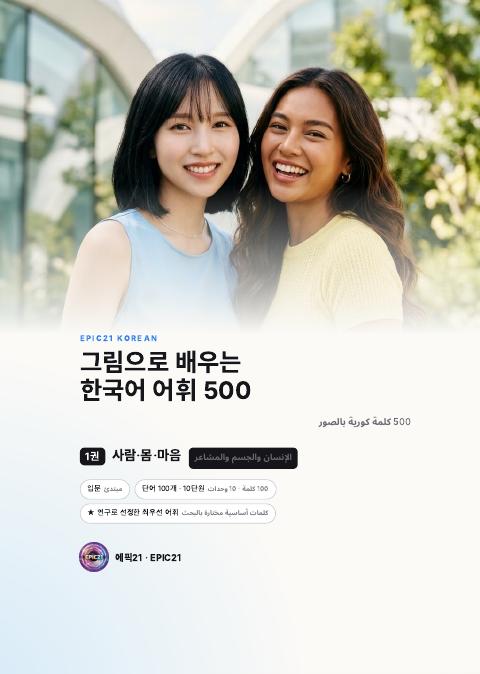 EPIC21 KOREAN
그림으로 배우는
한국어 어휘 500
500 كلمة كورية بالصور
1권 사람·몸·마음 الإنسان والجسم والمشاعر
입문 مبتدئ 단어 100개 · 10단원 100 كلمة · 10 وحدات
★ 연구로 선정한 최우선 어휘 كلمات أساسية مختارة بالبحث
EPIC21 에픽21 · EPIC21